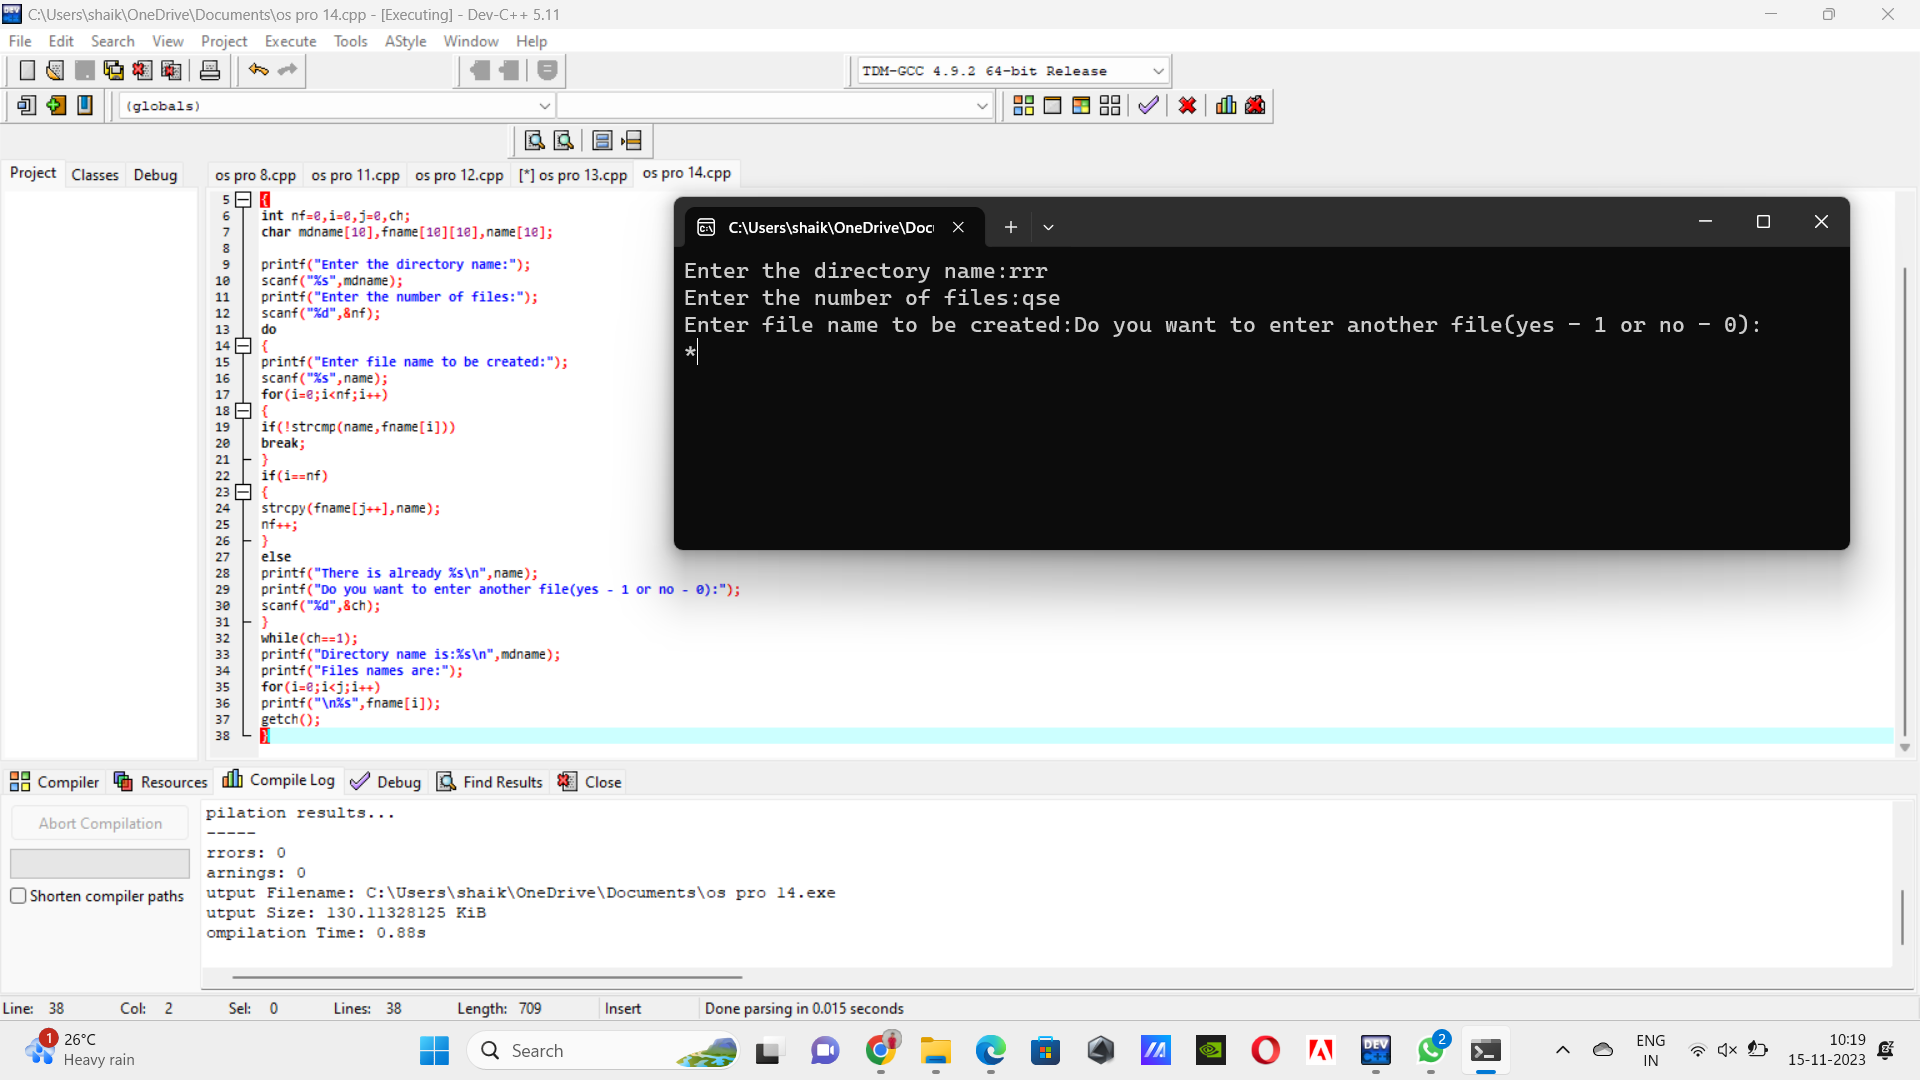 C:\Users\shaik\OneDrive\Documents\os pro 14.cpp - [Executing] - Dev-C++ 5.11
File Edit Search View Project Execute Tools AStyle Window Help
TDM-GCC 4.9.2 64-bit Release
(globals)
Project Classes Debug
os pro 8.cpp os pro 11.cpp os pro 12.cpp [*] os pro 13.cpp os pro 14.cpp
5 {
6 int nf=0,i=0,j=0,ch;
7 char mdname[10],fname[10][10],name[10];
8
9 printf("Enter the directory name:");
10 scanf("%s",mdname);
11 printf("Enter the number of files:");
12 scanf("%d",&nf);
13 do
14 {
15 printf("Enter file name to be created:");
16 scanf("%s",name);
17 for(i=0;i<nf;i++)
18 {
19 if(!strcmp(name,fname[i]))
20 break;
21 }
22 if(i==nf)
23 {
24 strcpy(fname[j++],name);
25 nf++;
26 }
27 else
28 printf("There is already %s\n",name);
29 printf("Do you want to enter another file(yes - 1 or no - 0):");
30 scanf("%d",&ch);
31 }
32 while(ch==1);
33 printf("Directory name is:%s\n",mdname);
34 printf("Files names are:");
35 for(i=0;i<j;i++)
36 printf("\n%s",fname[i]);
37 getch();
38 }
C:\Users\shaik\OneDrive\Doc
Enter the directory name:rrr
Enter the number of files:qse
Enter file name to be created:Do you want to enter another file(yes - 1 or no - 0):
*
Compiler Resources Compile Log Debug Find Results Close
Abort Compilation
Shorten compiler paths
pilation results...
-----
rrors: 0
arnings: 0
utput Filename: C:\Users\shaik\OneDrive\Documents\os pro 14.exe
utput Size: 130.11328125 KiB
ompilation Time: 0.88s
Line: 38 Col: 2 Sel: 0 Lines: 38 Length: 709 Insert Done parsing in 0.015 seconds
1
26°C
Heavy rain
Search
DEV
C++
2
ENG
IN
10:19
15-11-2023